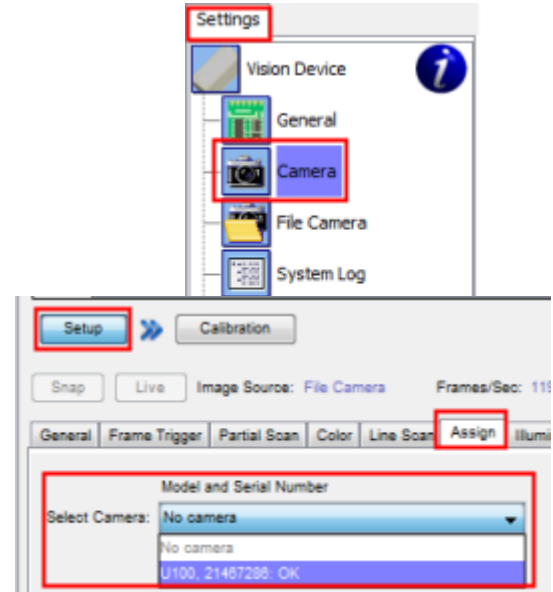 Settings
Vision Device
General
Camera
File Camera
System Log
Setup
Calibration
Snap Live Image Source: File Camera Frames/Sec: 119
General Frame Trigger Partial Scan Color Line Scan Assign Illumi
Model and Serial Number
Select Camera: No camera
No camera
U100, 21467286: OK